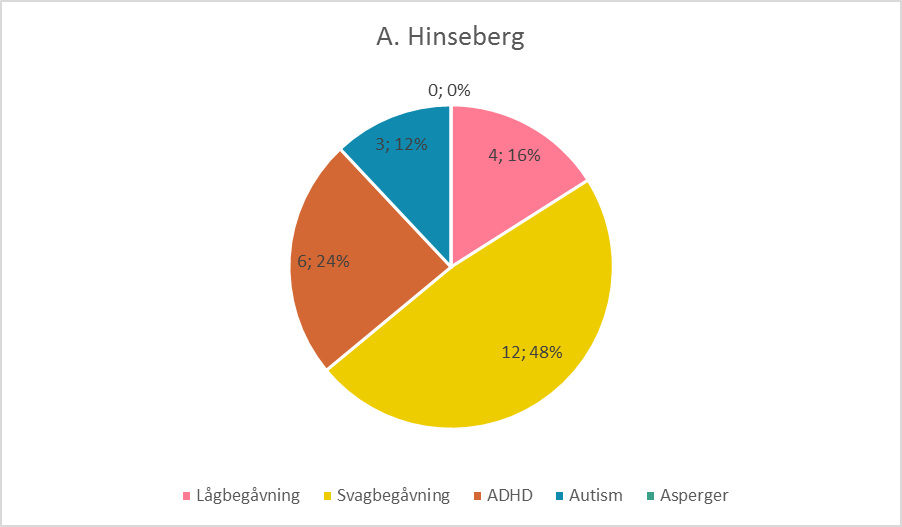 A. Hinseberg
0; 0%
3; 12%
4; 16%
6; 24%
12; 48%
Lågbegåvning Svagbegåvning ADHD Autism Asperger